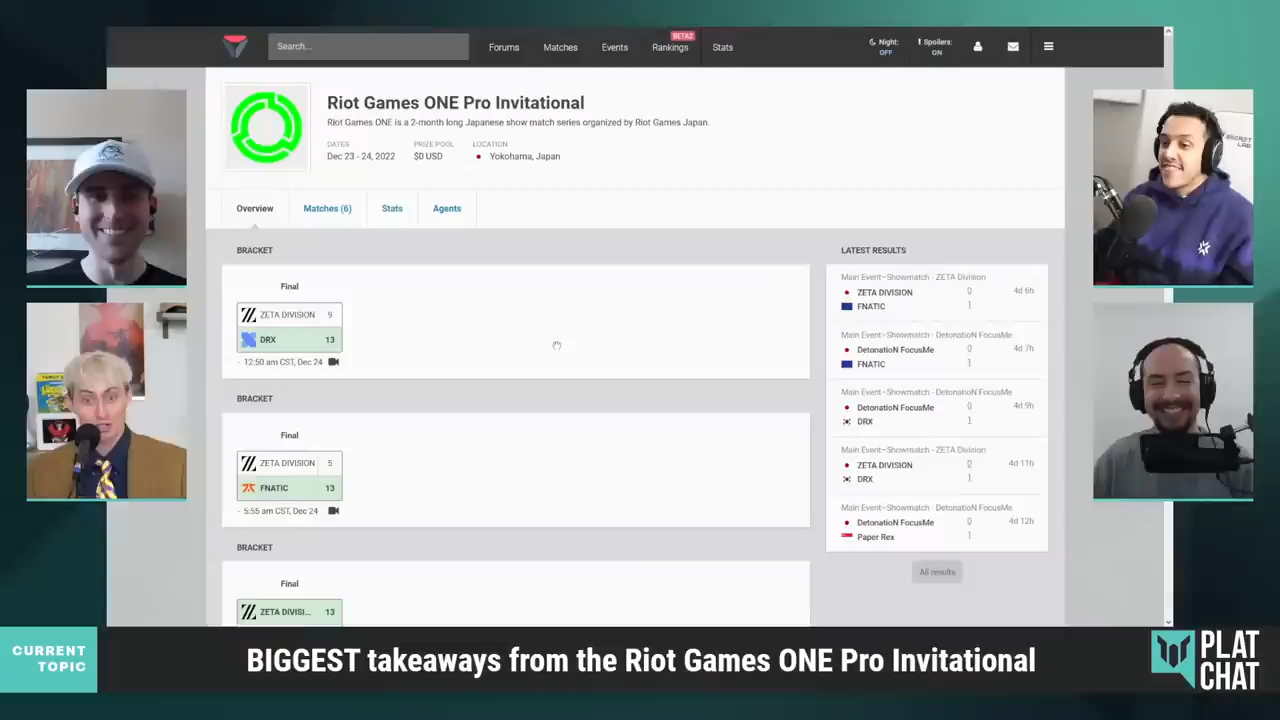 Search...
Forums
Matches
Events
Rankings
BETA2
Stats
Night:
OFF
Spoilers:
ON
Riot Games ONE Pro Invitational
Riot Games ONE is a 2-month long Japanese show match series organized by Riot Games Japan.
DATES
Dec 23 - 24, 2022
PRIZE POOL
$0 USD
LOCATION
Yokohama, Japan
Overview
Matches (6)
Stats
Agents
BRACKET
Final
ZETA DIVISION 9
DRX 13
- 12:50 am CST, Dec 24
BRACKET
Final
ZETA DIVISION 5
FNATIC 13
- 5:55 am CST, Dec 24
BRACKET
Final
ZETA DIVISI... 13
LATEST RESULTS
Main Event–Showmatch - ZETA Division
ZETA DIVISION 0 4d 6h
FNATIC 1
Main Event–Showmatch - DetonatioN FocusMe
DetonatioN FocusMe 0 4d 7h
FNATIC 1
Main Event–Showmatch - DetonatioN FocusMe
DetonatioN FocusMe 0 4d 9h
DRX 1
Main Event–Showmatch - ZETA Division
ZETA DIVISION 0 4d 11h
DRX 1
Main Event–Showmatch - DetonatioN FocusMe
DetonatioN FocusMe 0 4d 12h
Paper Rex 1
All results
SECRET
LAB
CURRENT
TOPIC
BIGGEST takeaways from the Riot Games ONE Pro Invitational
PLAT
CHAT